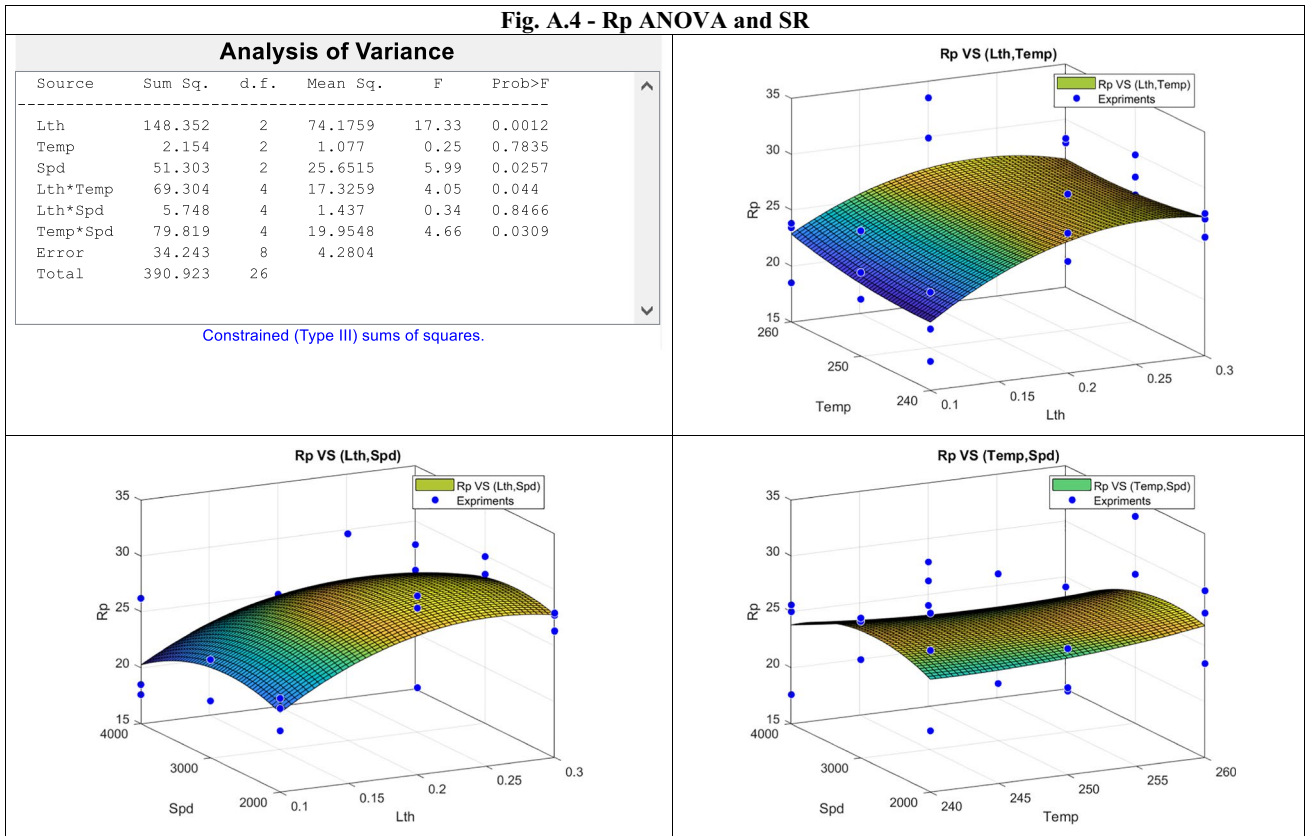 Fig. A.4 - Rp ANOVA and SR
Analysis of Variance
Source Sum Sq. d.f. Mean Sq. F Prob>F
Lth 148.352 2 74.1759 17.33 0.0012
Temp 2.154 2 1.077 0.25 0.7835
Spd 51.303 2 25.6515 5.99 0.0257
Lth*Temp 69.304 4 17.3259 4.05 0.044
Lth*Spd 5.748 4 1.437 0.34 0.8466
Temp*Spd 79.819 4 19.9548 4.66 0.0309
Error 34.243 8 4.2804
Total 390.923 26
Constrained (Type III) sums of squares.
Rp VS (Lth,Temp)
Rp VS (Lth,Temp)
Expriments
35
30
25
20
15
Rp
260
250
240
Temp
0.1
0.15
0.2
0.25
0.3
Lth
Rp VS (Lth,Spd)
Rp VS (Lth,Spd)
Expriments
35
30
25
20
15
Rp
4000
3000
2000
Spd
0.1
0.15
0.2
0.25
0.3
Lth
Rp VS (Temp,Spd)
Rp VS (Temp,Spd)
Expriments
35
30
25
20
15
Rp
4000
3000
2000
Spd
240
245
250
255
260
Temp